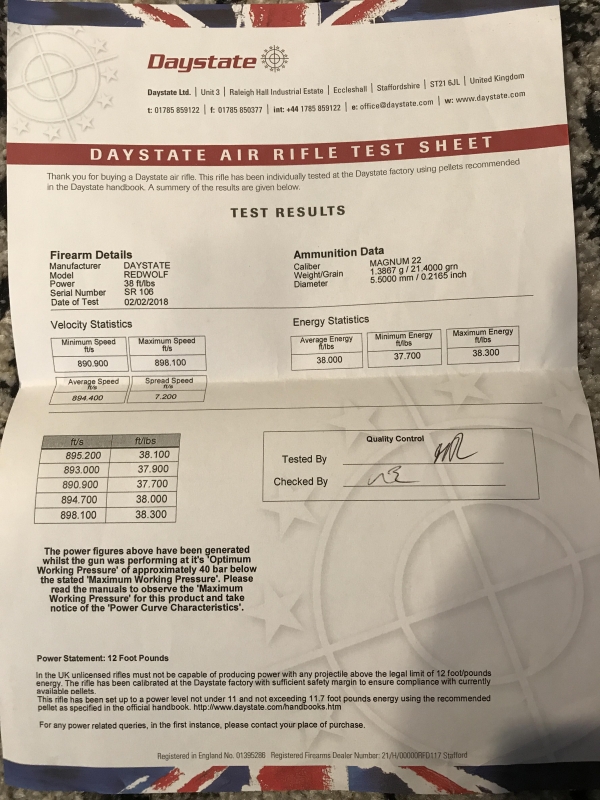 Daystate
Daystate Ltd. | Unit 3 | Raleigh Hall Industrial Estate | Eccleshall | Staffordshire | ST21 6JL | United Kingdom
t: 01785 859122 | f: 01785 850377 | int: +44 1785 859122 | e: office@daystate.com | w: www.daystate.com
DAYSTATE AIR RIFLE TEST SHEET
Thank you for buying a Daystate air rifle. This rifle has been individually tested at the Daystate factory using pellets recommended
in the Daystate handbook. A summery of the results are given below.
TEST RESULTS
Firearm Details
Manufacturer DAYSTATE
Model REDWOLF
Power 38 ft/lbs
Serial Number SR 106
Date of Test 02/02/2018
Ammunition Data
Caliber MAGNUM 22
Weight/Grain 1.3867 g / 21.4000 grn
Diameter 5.5000 mm / 0.2165 inch
Velocity Statistics
Minimum Speed Maximum Speed
ft/s ft/s
890.900 898.100
Average Speed Spread Speed
ft/s ft/s
894.400 7.200
Energy Statistics
Average Energy Minimum Energy Maximum Energy
ft/lbs ft/lbs ft/lbs
38.000 37.700 38.300
ft/s ft/lbs
895.200 38.100
893.000 37.900
890.900 37.700
894.700 38.000
898.100 38.300
Quality Control
Tested By
Checked By
The power figures above have been generated
whilst the gun was performing at it's 'Optimum
Working Pressure' of approximately 40 bar below
the stated 'Maximum Working Pressure'. Please
read the manuals to observe the 'Maximum
Working Pressure' for this product and take
notice of the 'Power Curve Characteristics'.
Power Statement: 12 Foot Pounds
In the UK unlicensed rifles must not be capable of producing power with any projectile above the legal limit of 12 foot/pounds
energy. The rifle has been calibrated at the Daystate factory with sufficient safety margin to ensure compliance with currently
available pellets.
This rifle has been set up to a power level not under 11 and not exceeding 11.7 foot pounds energy using the recommended
pellet as specified in the official handbook. http://www.daystate.com/handbooks.htm
For any power related queries, in the first instance, please contact your place of purchase.
Registered in England No. 01395286 Registered Firearms Dealer Number: 21/H/00000RFD117 Stafford